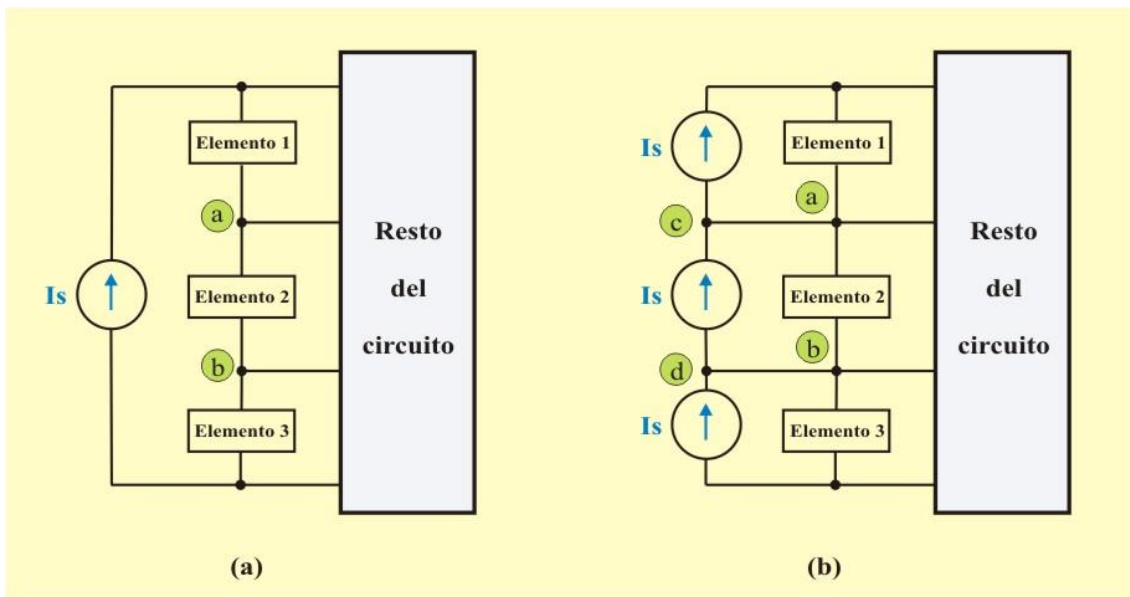 Elemento 1
a
Is
Elemento 2
b
Elemento 3
Resto
del
circuito
(a)
Is
Elemento 1
c
a
Is
Elemento 2
d
b
Is
Elemento 3
Resto
del
circuito
(b)